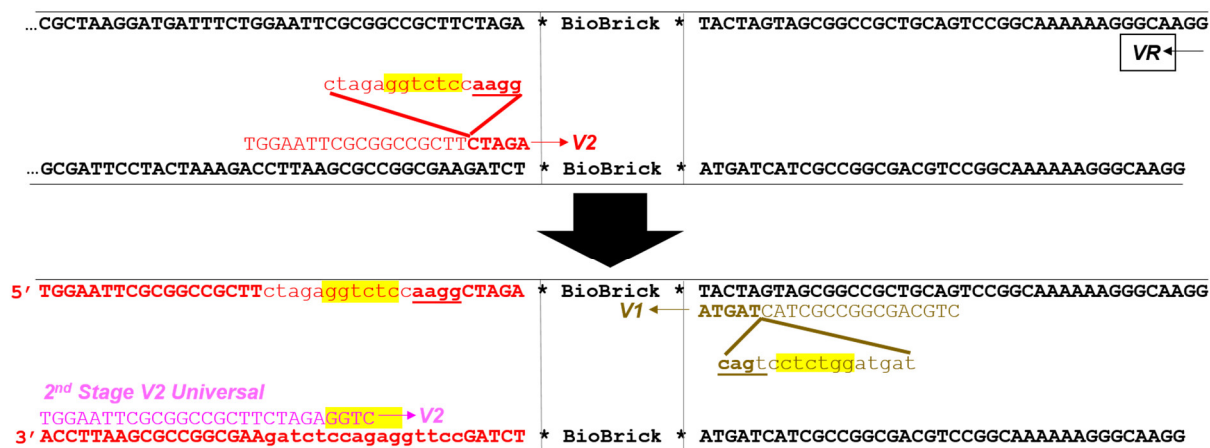 ...CGCTAAGGATGATTTCTGGAATTCGCGGCCGCTTCTAGA * BioBrick * TACTAGTAGCGGCCGCTGCAGTCCGGCAAAAAAGGGCAAGG
VR
ctagaggtctccaagg
TGGAATTCGCGGCCGCTTCTAGA V2
...GCGATTCCTACTAAAGACCTTAAGCGCCGGCGAAGATCT * BioBrick * ATGATCATCGCCGGCGACGTCCGGCAAAAAAGGGCAAGG
5' TGGAATTCGCGGCCGCTTctagaggtctccaaggCTAGA * BioBrick * TACTAGTAGCGGCCGCTGCAGTCCGGCAAAAAAGGGCAAGG
V1 ATGATCATCGCCGGCGACGTC
cagtcctctggatgat
2nd Stage V2 Universal
TGGAATTCGCGGCCGCTTCTAGAGGTC V2
3' ACCTTAAGCGCCGGCGAAgatctccagaggttccGATCT * BioBrick * ATGATCATCGCCGGCGACGTCCGGCAAAAAAGGGCAAGG